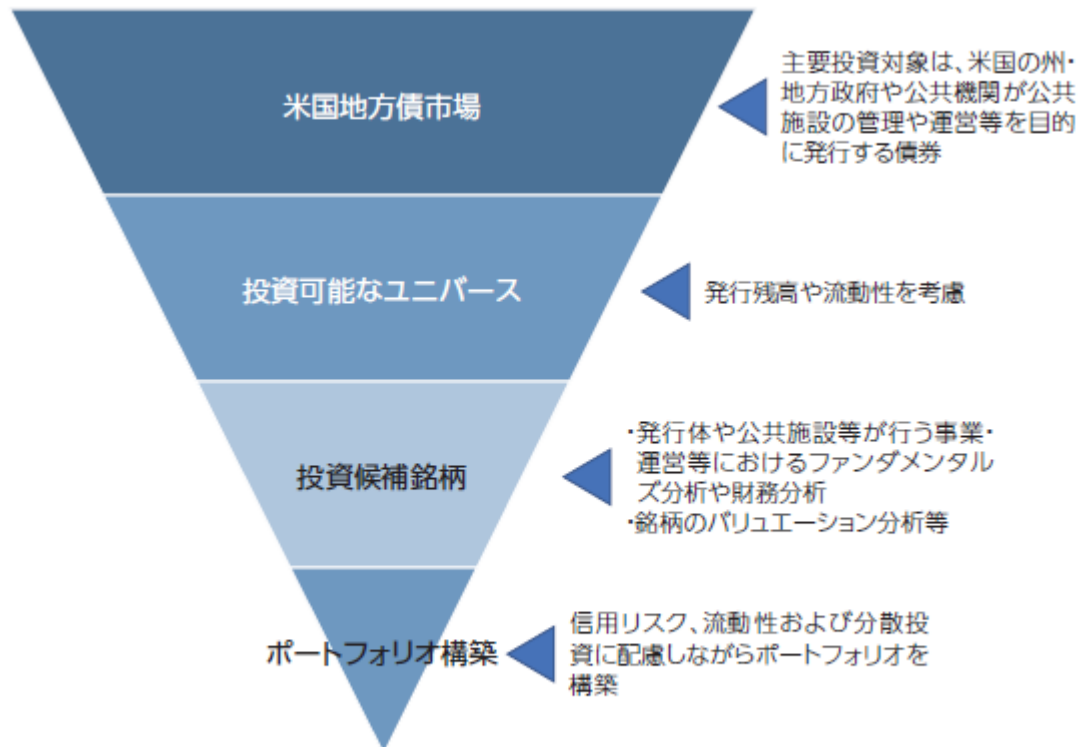 米国地方債市場
主要投資対象は、米国の州・
地方政府や公共機関が公共
施設の管理や運営等を目的
に発行する債券
投資可能なユニバース
発行残高や流動性を考慮
投資候補銘柄
・発行体や公共施設等が行う事業・
運営等におけるファンダメンタル
ズ分析や財務分析
・銘柄のバリュエーション分析等
ポートフォリオ構築
信用リスク、流動性および分散投
資に配慮しながらポートフォリオを
構築